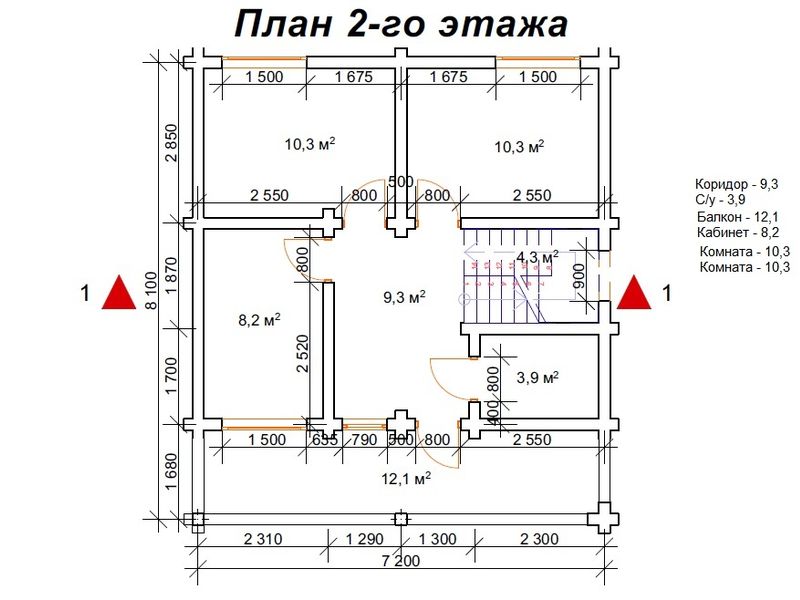 План 2-го этажа
1 500
1 675
1 675
1 500
10,3 м²
10,3 м²
2 850
500
2 550
800
800
2 550
Коридор - 9,3
С/у - 3,9
Балкон - 12,1
Кабинет - 8,2
Комната - 10,3
Комната - 10,3
4,3 м²
800
900
1 870
8 100
1
1
9,3 м²
8,2 м²
2 520
1 700
3,9 м²
800
400
1 500
635
790
500
800
2 550
1 680
12,1 м²
2 310
1 290
1 300
2 300
7 200